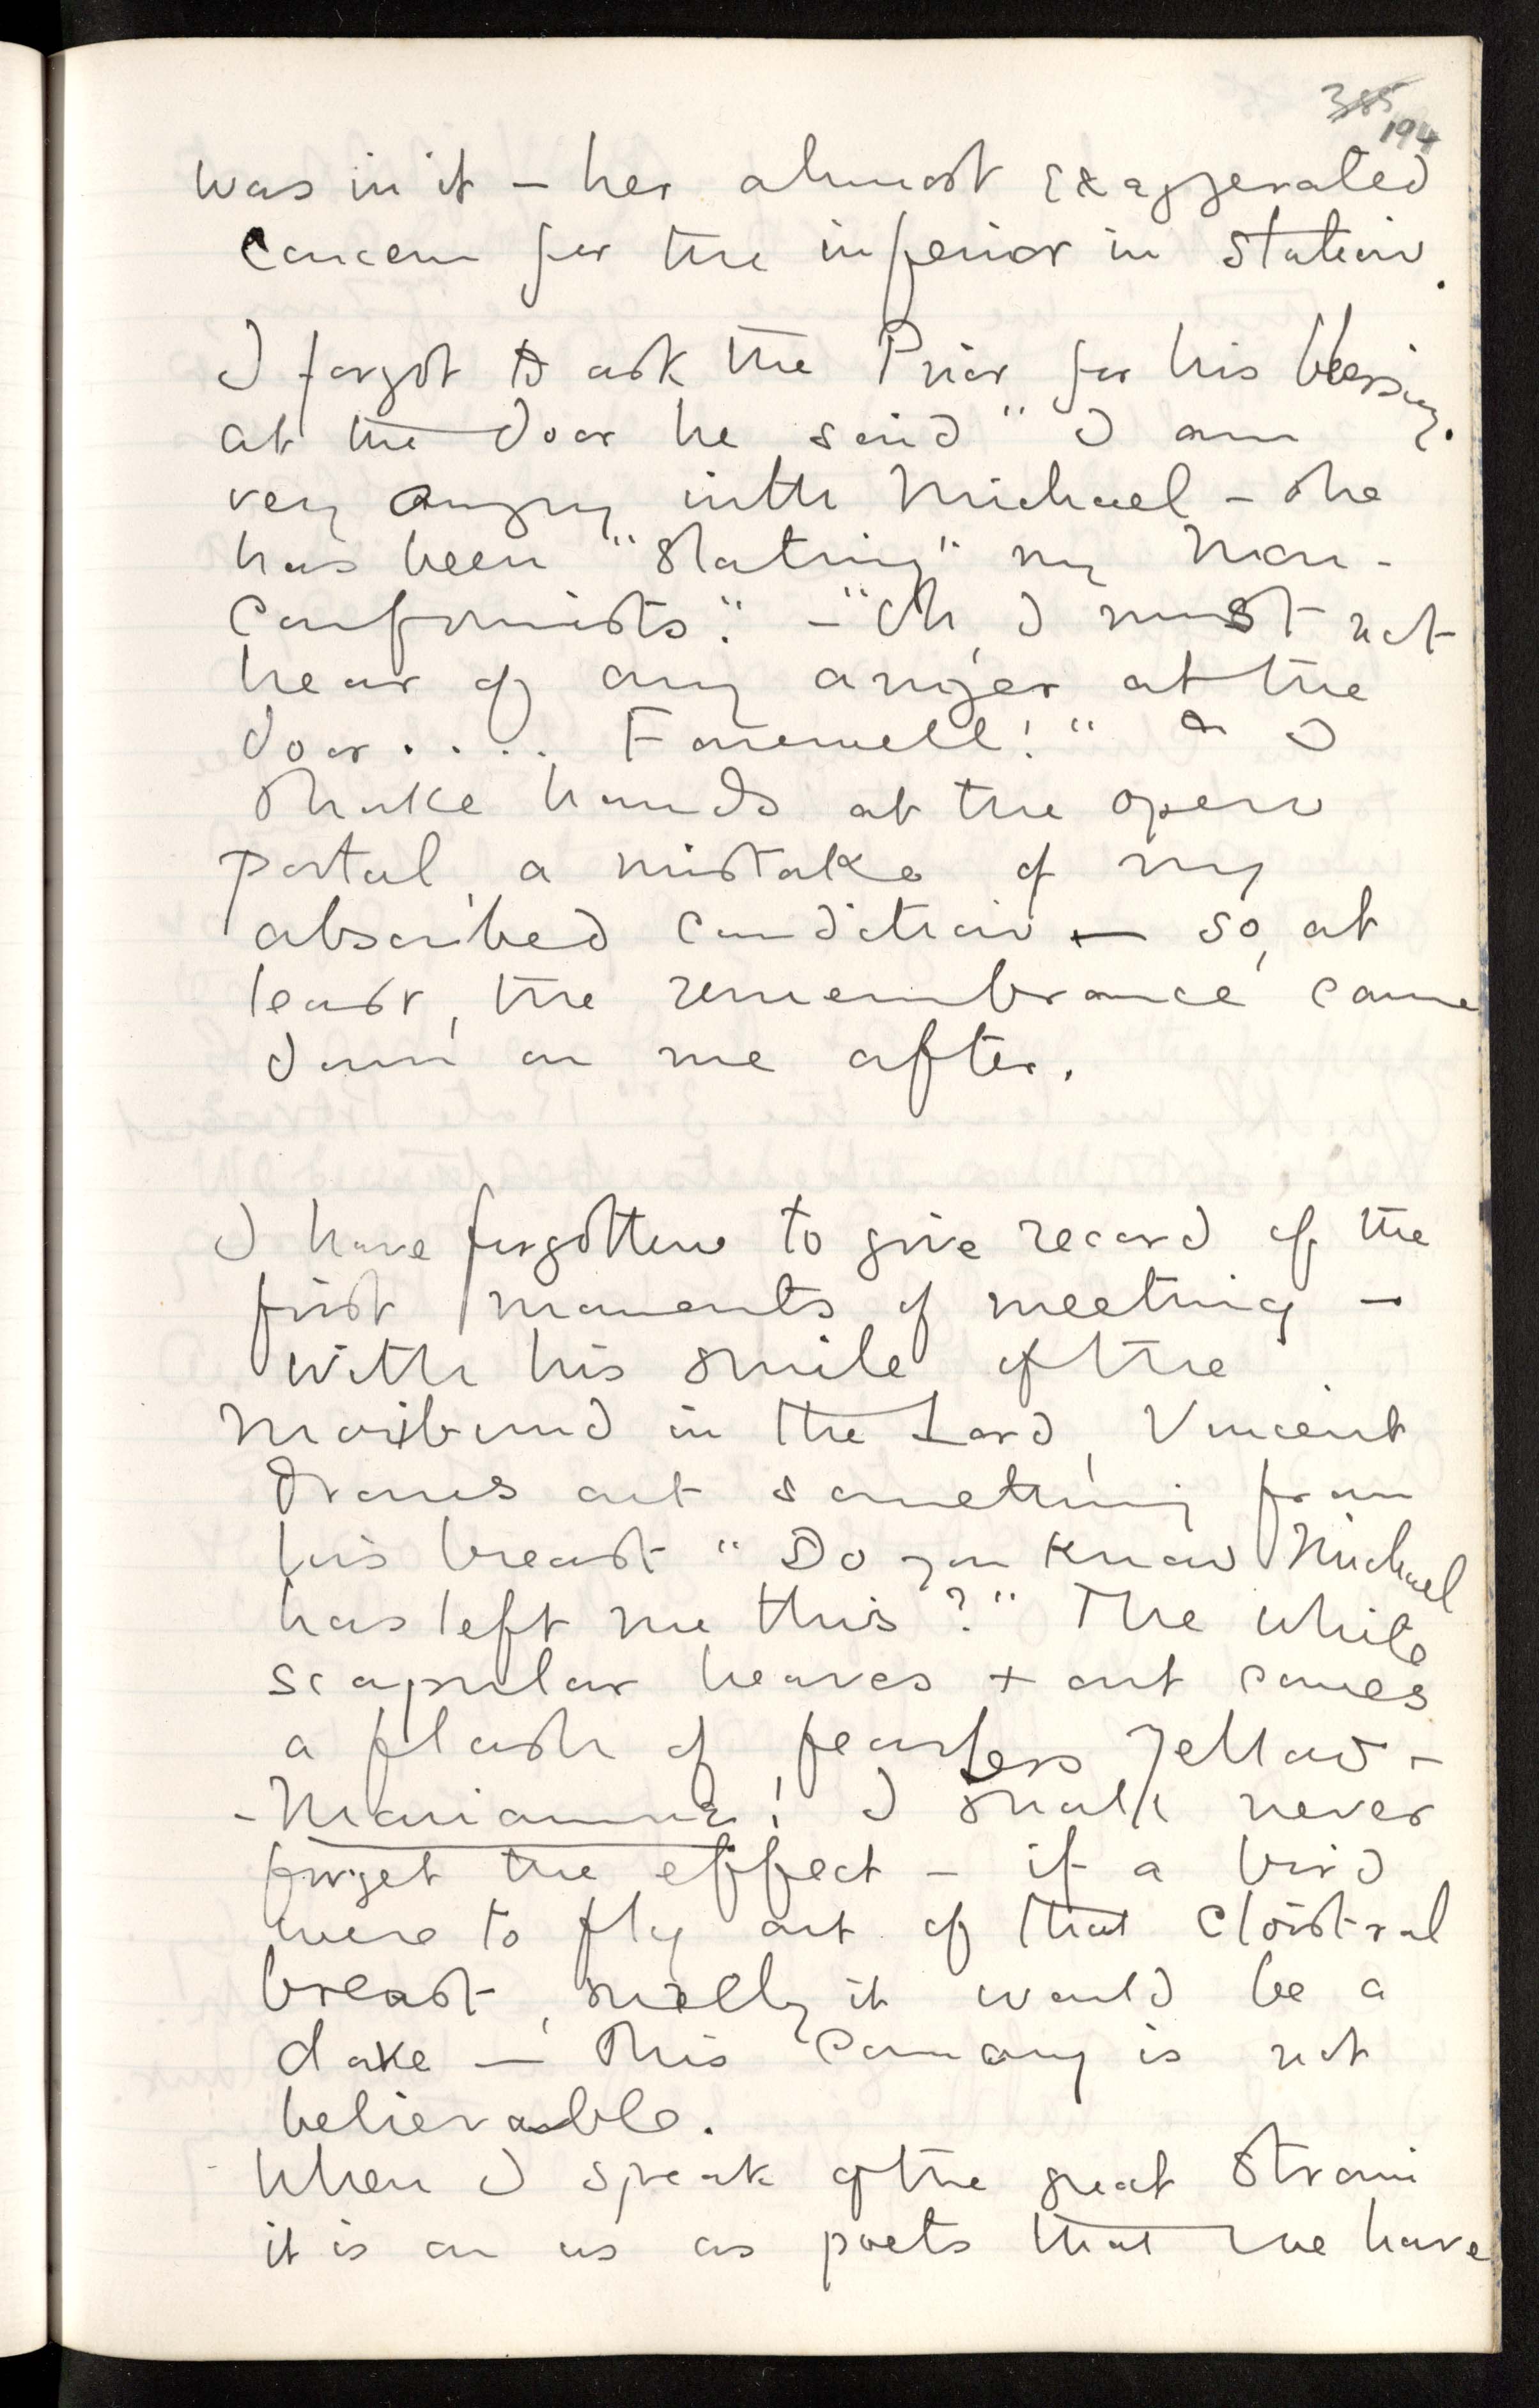 385
194
was in it – her almost exaggerated
concern for the inferior in station.
I forgot to ask the Prior for his blessing.
at the door he said " I am
very angry with Michael – she
has been "slating" my Non-
conformists". – "Oh, I must not
hear of any anger at the
door . . . . Farewell! " & I
shake hands at the open
portal, a mistake of my
absorbed condition – so, at
least, the remembrance came
down on me after.
I have forgotten to give record of the
first moments of meeting –
with his smile of the
moribund in the Lord, Vincent
draws out something from
his breast " Do you know Michael
has left me this ? " The white
scapular heaves + out comes
a flash of fearless yellow –
- Marianne! I shall never
forget the effect – if a bird
were to fly out of that cloistral
breast, surely it would be a
dove – this canary is not
believable.
When I speak of the great strain
it is on us as poets that we have